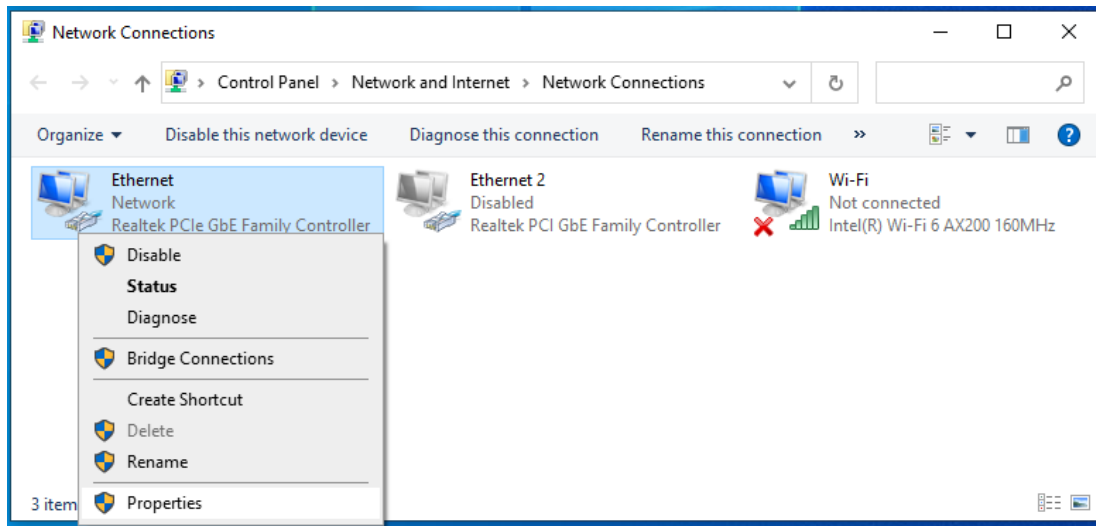 Network Connections
Control Panel > Network and Internet > Network Connections
Organize Disable this network device Diagnose this connection Rename this connection »
Ethernet
Network
Realtek PCIe GbE Family Controller
Ethernet 2
Disabled
Realtek PCI GbE Family Controller
Wi-Fi
Not connected
Intel(R) Wi-Fi 6 AX200 160MHz
Disable
Status
Diagnose
Bridge Connections
Create Shortcut
Delete
Rename
Properties
3 item